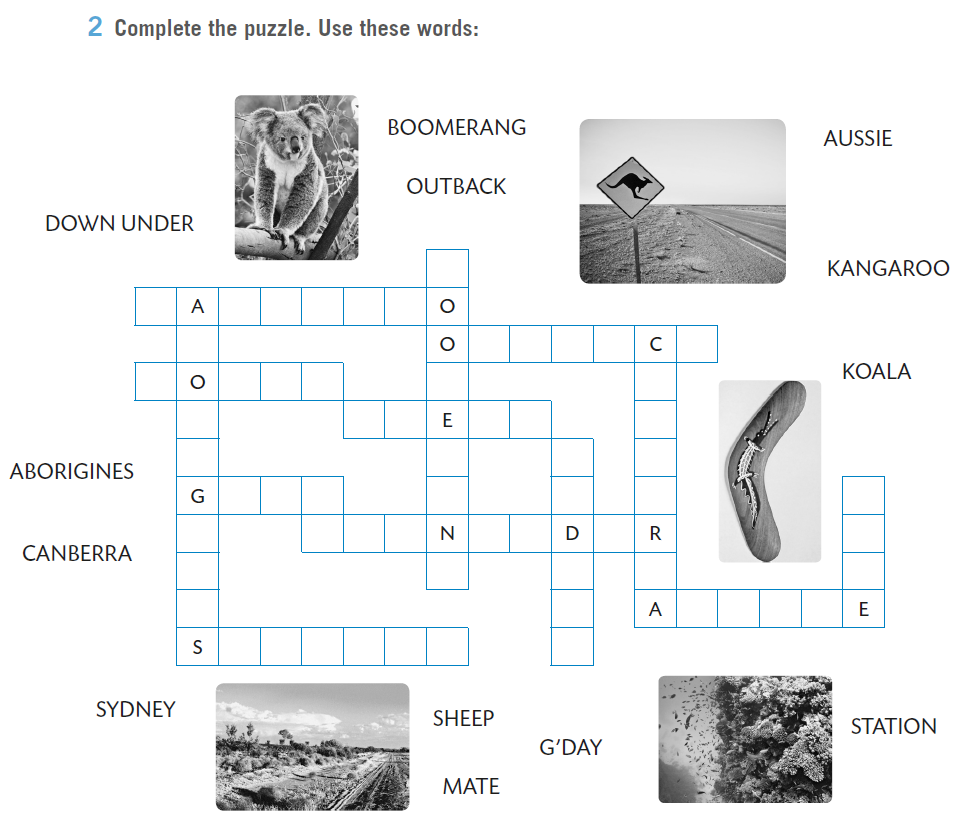 2 Complete the puzzle. Use these words:
BOOMERANG
AUSSIE
OUTBACK
DOWN UNDER
KANGAROO
A O
O C
KOALA
O
E
ABORIGINES
G
N D R
CANBERRA
A E
S
SYDNEY
SHEEP
STATION
G'DAY
MATE